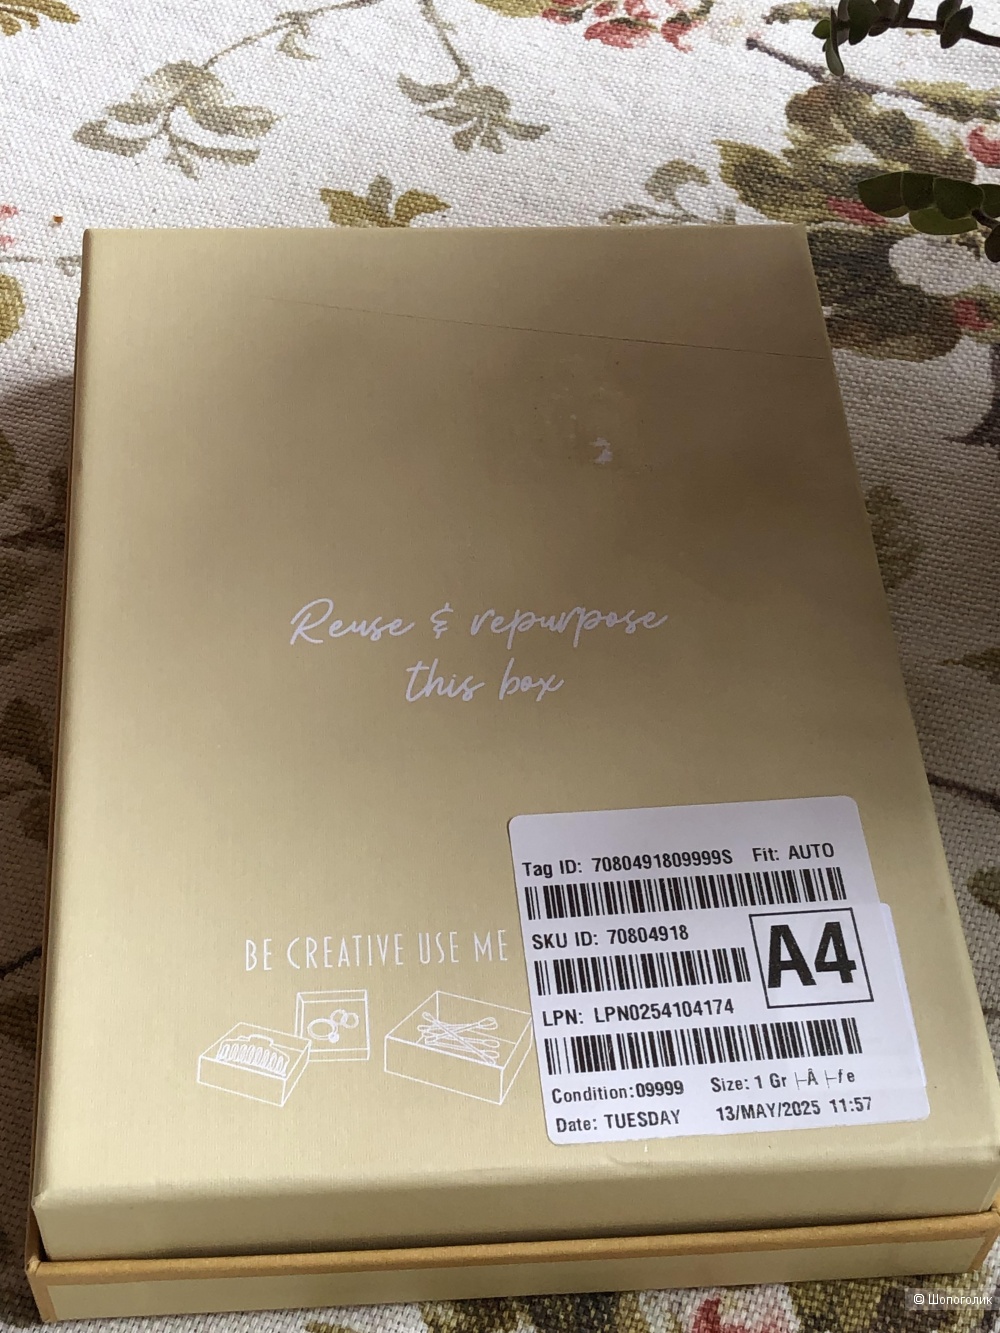 Reuse & repurpose
this box
BE CREATIVE USE ME
Tag ID: 7080491809999S Fit: AUTO
SKU ID: 70804918
A4
LPN: LPN0254104174
Condition:09999 Size: 1 Gr ├Â ├fe
Date: TUESDAY 13/MAY/2025 11:57
© Шопоголик